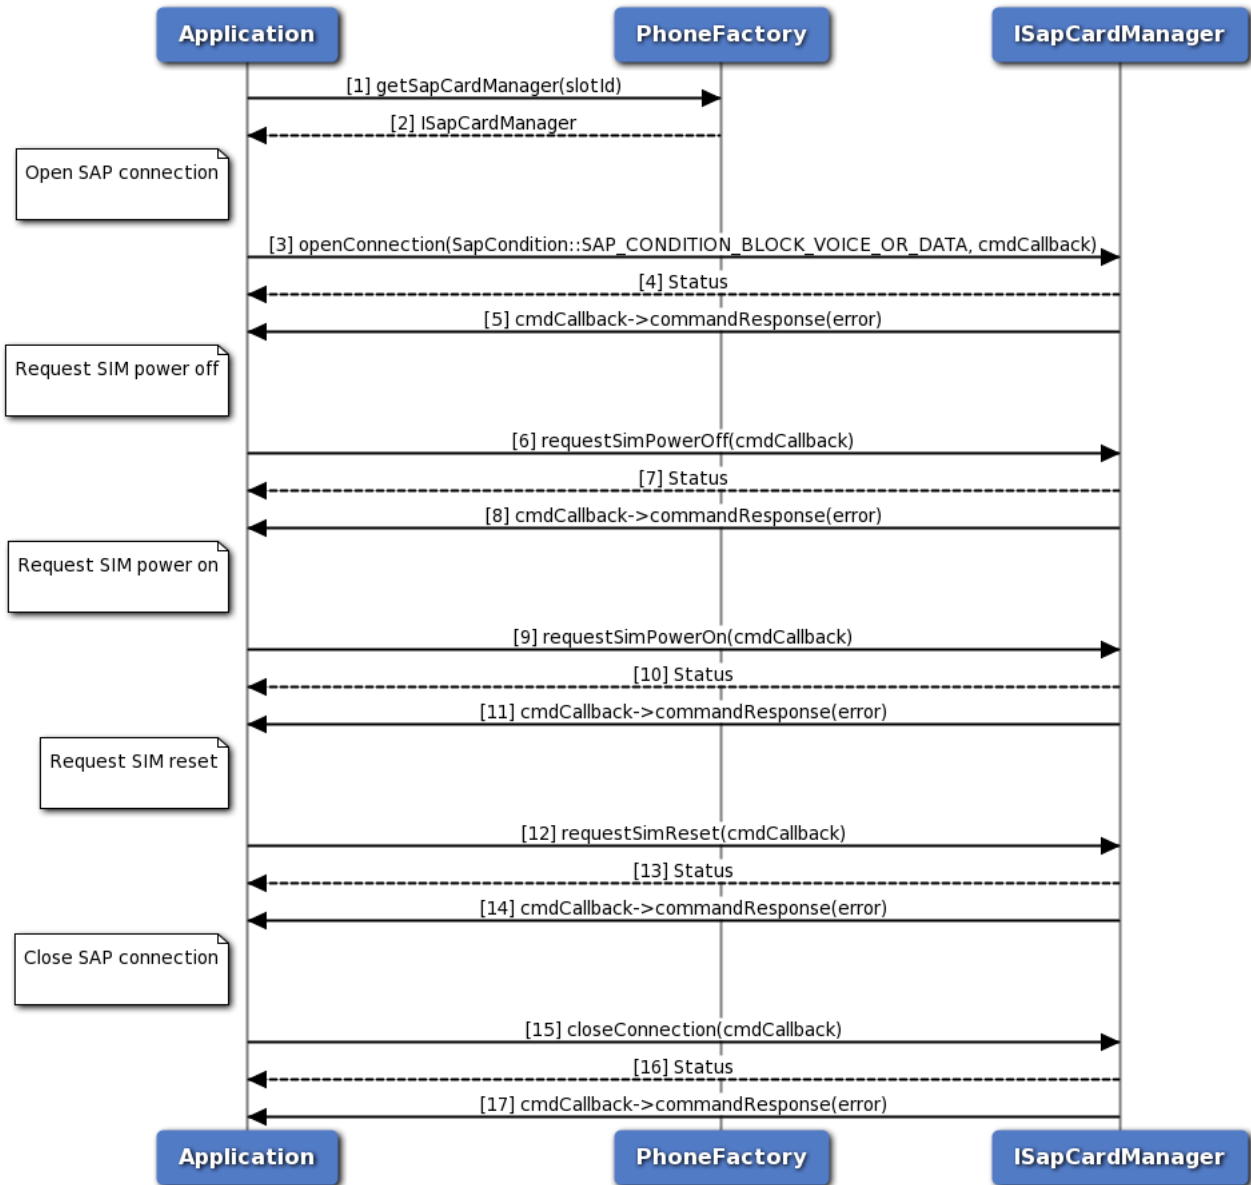 Application
PhoneFactory
ISapCardManager
[1] getSapCardManager(slotId)
[2] ISapCardManager
Open SAP connection
[3] openConnection(SapCondition::SAP_CONDITION_BLOCK_VOICE_OR_DATA, cmdCallback)
[4] Status
[5] cmdCallback->commandResponse(error)
Request SIM power off
[6] requestSimPowerOff(cmdCallback)
[7] Status
[8] cmdCallback->commandResponse(error)
Request SIM power on
[9] requestSimPowerOn(cmdCallback)
[10] Status
[11] cmdCallback->commandResponse(error)
Request SIM reset
[12] requestSimReset(cmdCallback)
[13] Status
[14] cmdCallback->commandResponse(error)
Close SAP connection
[15] closeConnection(cmdCallback)
[16] Status
[17] cmdCallback->commandResponse(error)
Application
PhoneFactory
ISapCardManager